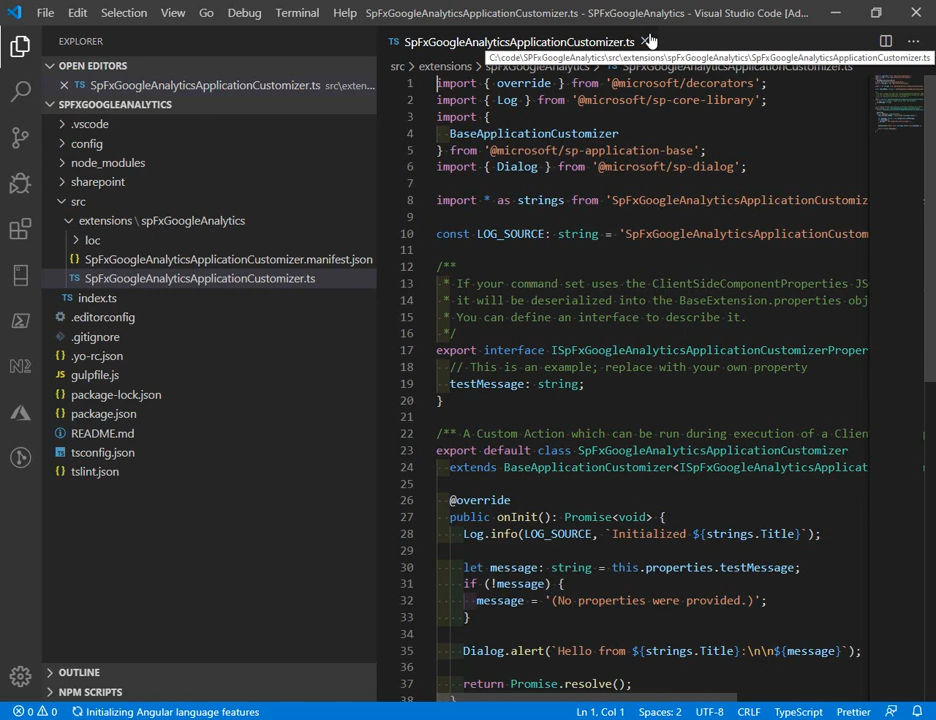 File Edit Selection View Go Debug Terminal Help SpFxGoogleAnalyticsApplicationCustomizer.ts - SPFxGoogleAnalytics - Visual Studio Code [Ad...
EXPLORER
OPEN EDITORS
TS SpFxGoogleAnalyticsApplicationCustomizer.ts src\exten...
SPFXGOOGLEANALYTICS
.vscode
config
node_modules
sharepoint
src
extensions \ spFxGoogleAnalytics
loc
{} SpFxGoogleAnalyticsApplicationCustomizer.manifest.json
TS SpFxGoogleAnalyticsApplicationCustomizer.ts
TS index.ts
.editorconfig
.gitignore
{} .yo-rc.json
JS gulpfile.js
{} package-lock.json
{} package.json
README.md
tsconfig.json
{} tslint.json
OUTLINE
NPM SCRIPTS
TS SpFxGoogleAnalyticsApplicationCustomizer.ts
C:\code\SPFxGoogleAnalytics\src\extensions\spFxGoogleAnalytics\SpFxGoogleAnalyticsApplicationCustomizer.ts
src > extensions > spFxGoogleAnalytics > TS SpFxGoogleAnalyticsApplicationCustomizer.ts
1 import { override } from '@microsoft/decorators';
2 import { Log } from '@microsoft/sp-core-library';
3 import {
4 BaseApplicationCustomizer
5 } from '@microsoft/sp-application-base';
6 import { Dialog } from '@microsoft/sp-dialog';
7
8 import * as strings from 'SpFxGoogleAnalyticsApplicationCustomiz
9
10 const LOG_SOURCE: string = 'SpFxGoogleAnalyticsApplicationCustom
11
12 /**
13 * If your command set uses the ClientSideComponentProperties JS
14 * it will be deserialized into the BaseExtension.properties obj
15 * You can define an interface to describe it.
16 */
17 export interface ISpFxGoogleAnalyticsApplicationCustomizerProper
18 // This is an example; replace with your own property
19 testMessage: string;
20 }
21
22 /** A Custom Action which can be run during execution of a Clien
23 export default class SpFxGoogleAnalyticsApplicationCustomizer
24 extends BaseApplicationCustomizer<ISpFxGoogleAnalyticsApplicat
25
26 @override
27 public onInit(): Promise<void> {
28 Log.info(LOG_SOURCE, `Initialized ${strings.Title}`);
29
30 let message: string = this.properties.testMessage;
31 if (!message) {
32 message = '(No properties were provided.)';
33 }
34
35 Dialog.alert(`Hello from ${strings.Title}:\n\n${message}`);
36
37 return Promise.resolve();
38 }
0 0 Initializing Angular language features Ln 1, Col 1 Spaces: 2 UTF-8 CRLF TypeScript Prettier